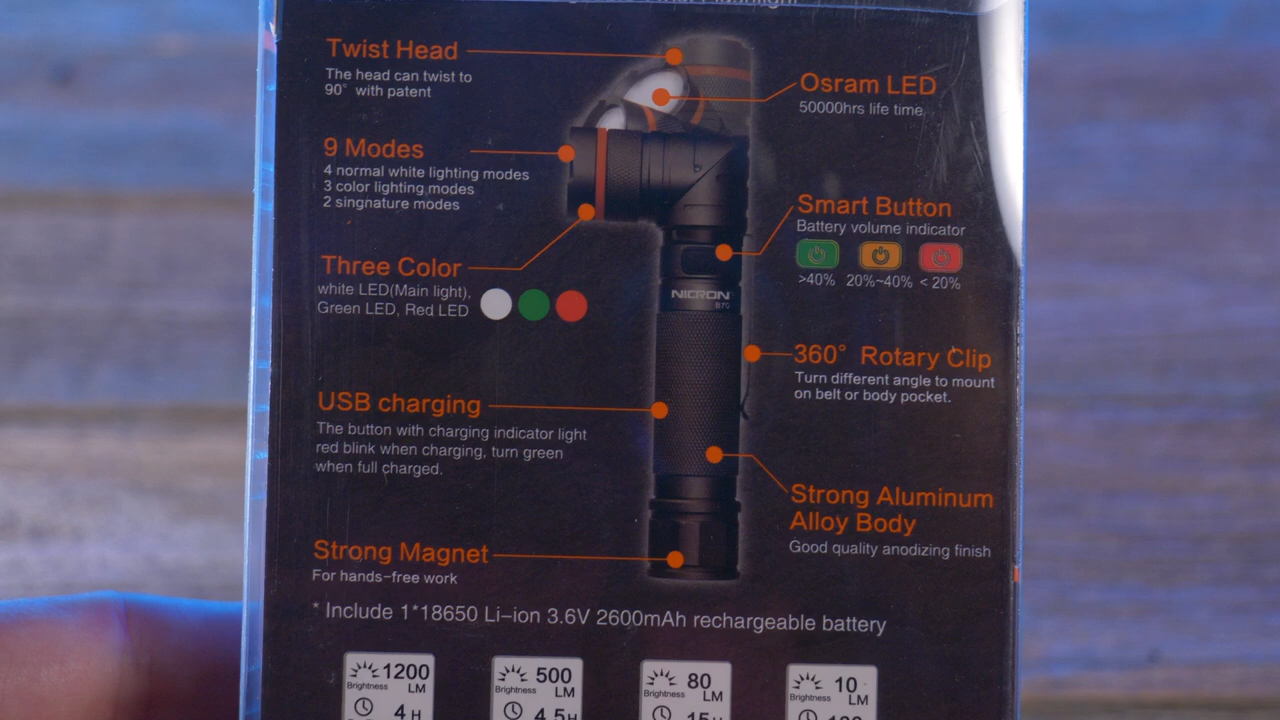 Twist Head
The head can twist to
90° with patent
Osram LED
50000hrs life time.
9 Modes
4 normal white lighting modes
3 color lighting modes
2 singnature modes
Smart Button
Battery volume indicator
>40% 20%~40% < 20%
Three Color
white LED(Main light),
Green LED, Red LED
NICRON
B70
360° Rotary Clip
Turn different angle to mount
on belt or body pocket.
USB charging
The button with charging indicator light
red blink when charging, turn green
when full charged.
Strong Aluminum
Alloy Body
Good quality anodizing finish
Strong Magnet
For hands-free work
* Include 1*18650 Li-ion 3.6V 2600mAh rechargeable battery
1200
Brightness LM
4 H
500
Brightness LM
4.5H
80
Brightness LM
15H
10
Brightness LM